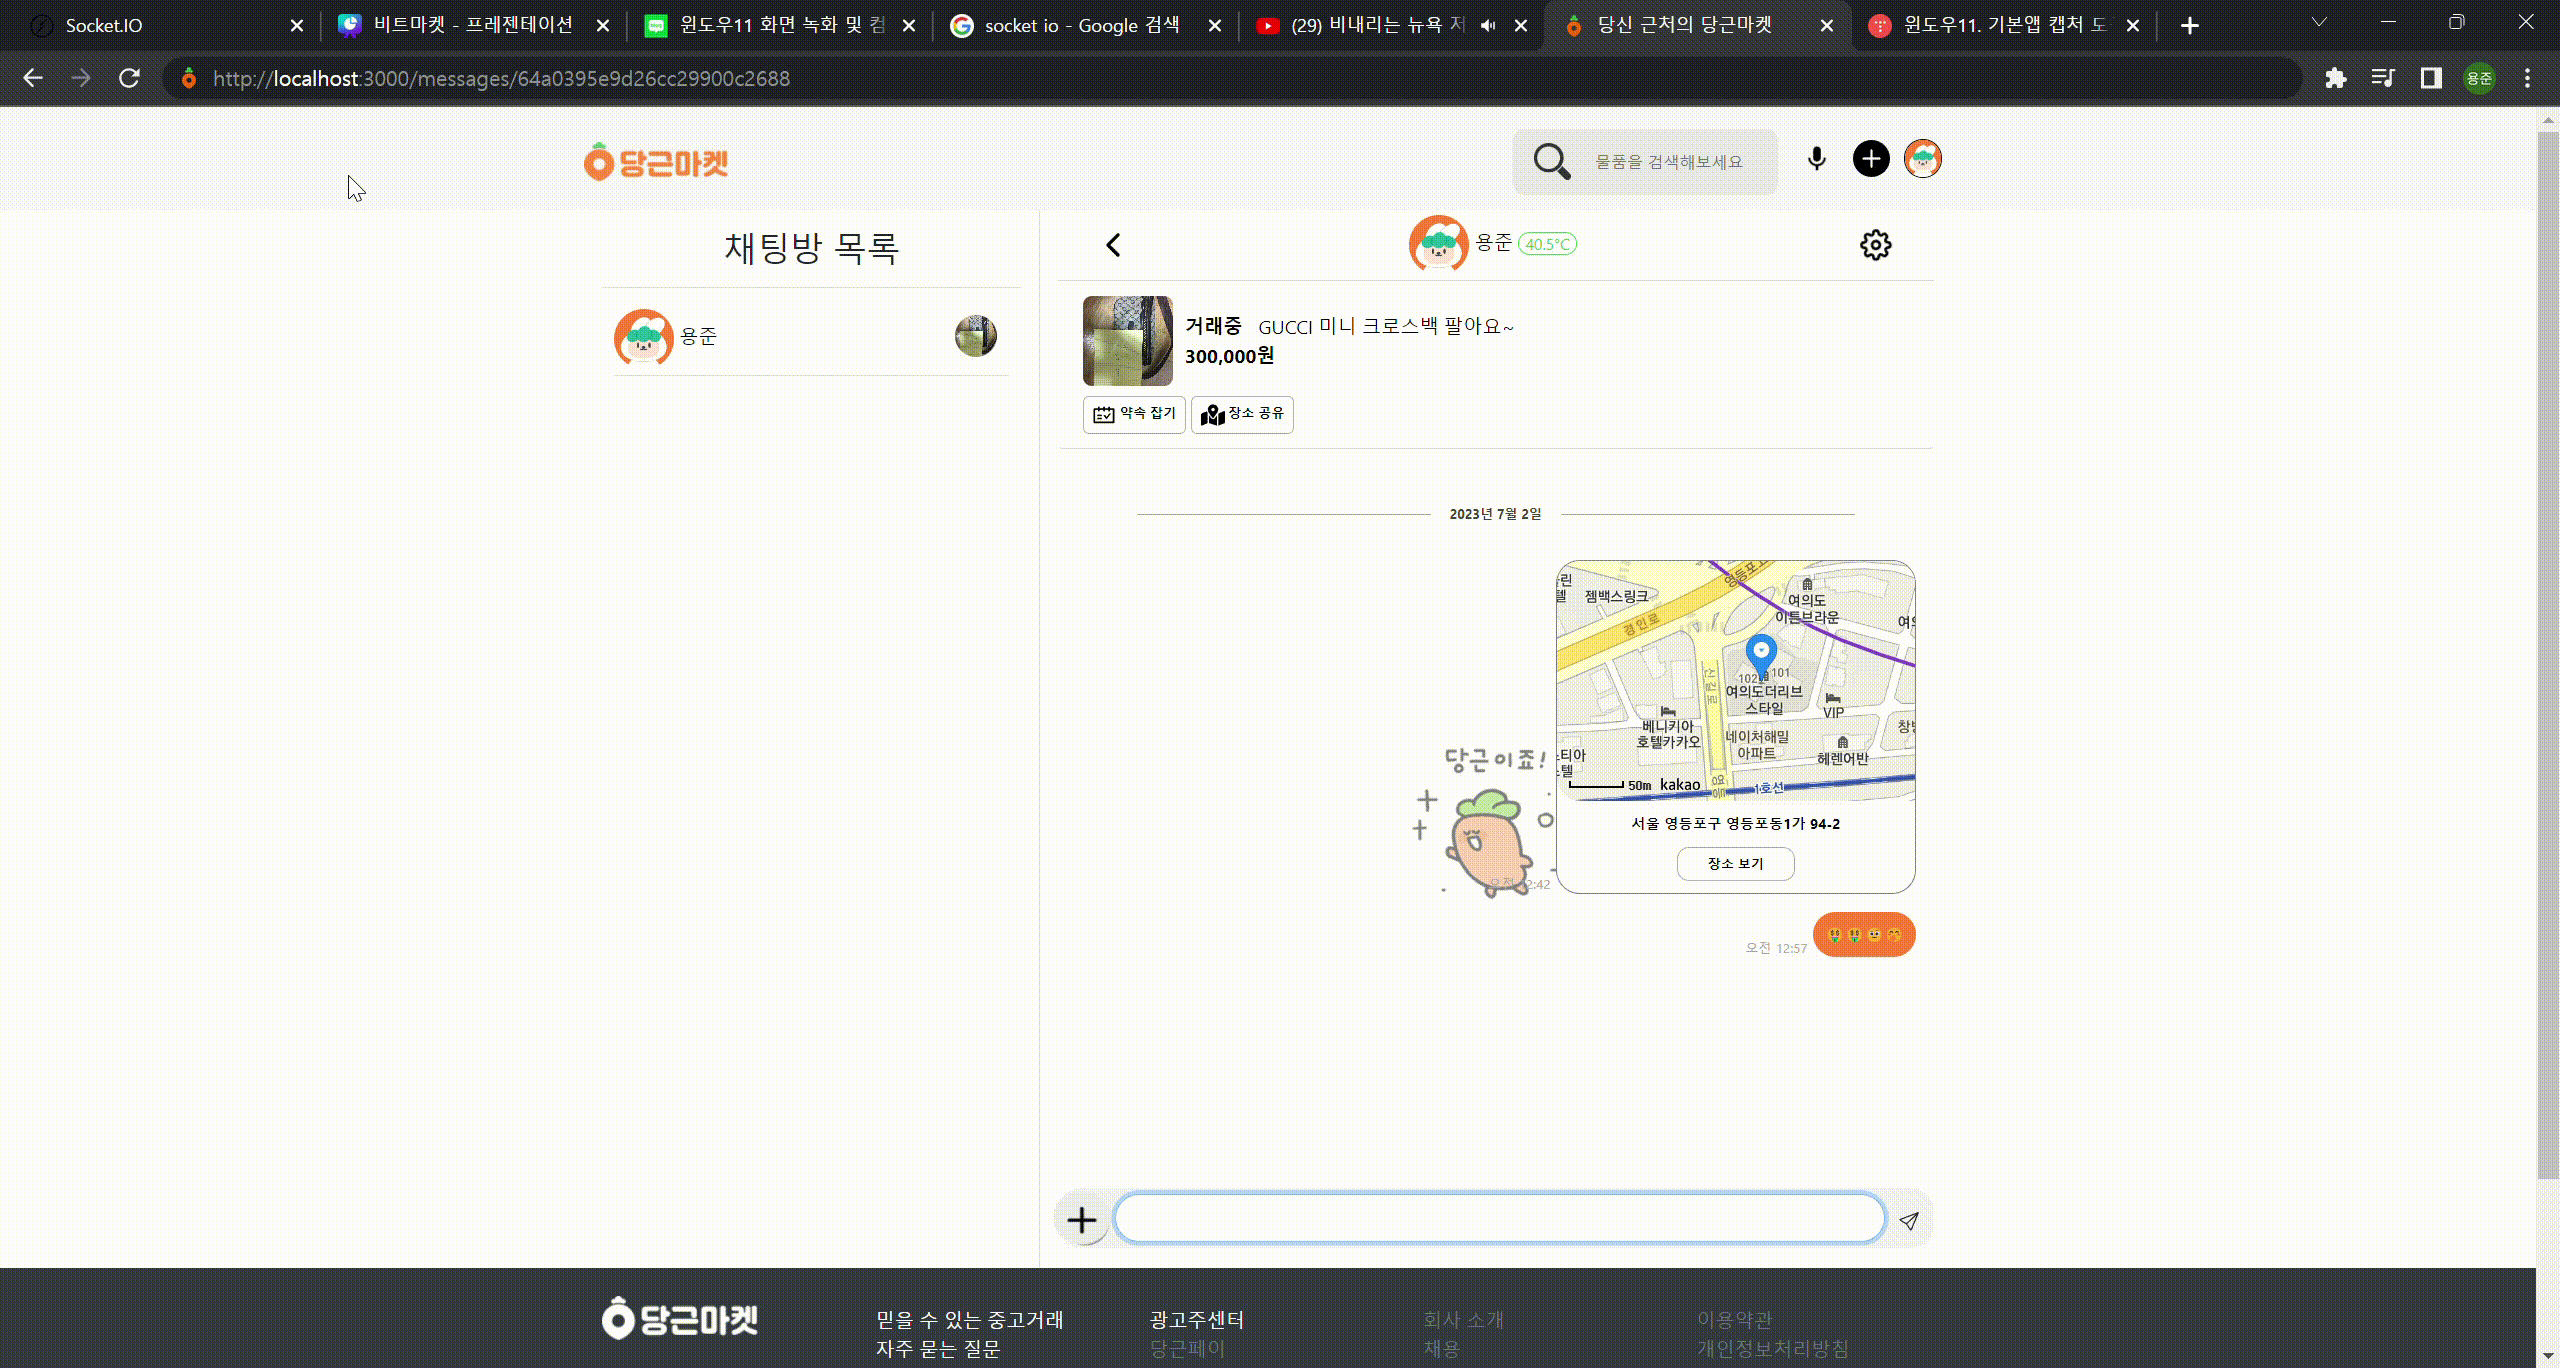 Socket.IO
비트마켓 - 프레젠테이션
윈도우11 화면 녹화 및 컴
socket io - Google 검색
(29) 비내리는 뉴욕 저
당신 근처의 당근마켓
윈도우11. 기본앱 캡처 도
http://localhost:3000/messages/64a0395e9d26cc29900c2688
용준
당근마켓
물품을 검색해보세요
채팅방 목록
용준
용준 40.5°C
거래중 GUCCI 미니 크로스백 팔아요~
300,000원
약속 잡기
장소 공유
2023년 7월 2일
젬백스링크
영등포
여의도
이튼브라운
경인로
101
102
여의도더리브
스타일
신길로
VIP
베니키아
호텔카카오
네이처해밀
아파트
헤렌어반
티아
텔
50m kakao
1호선
당근이죠!
서울 영등포구 영등포동1가 94-2
장소 보기
오전 12:42
오전 12:57
당근마켓
믿을 수 있는 중고거래
자주 묻는 질문
광고주센터
당근페이
회사 소개
채용
이용약관
개인정보처리방침